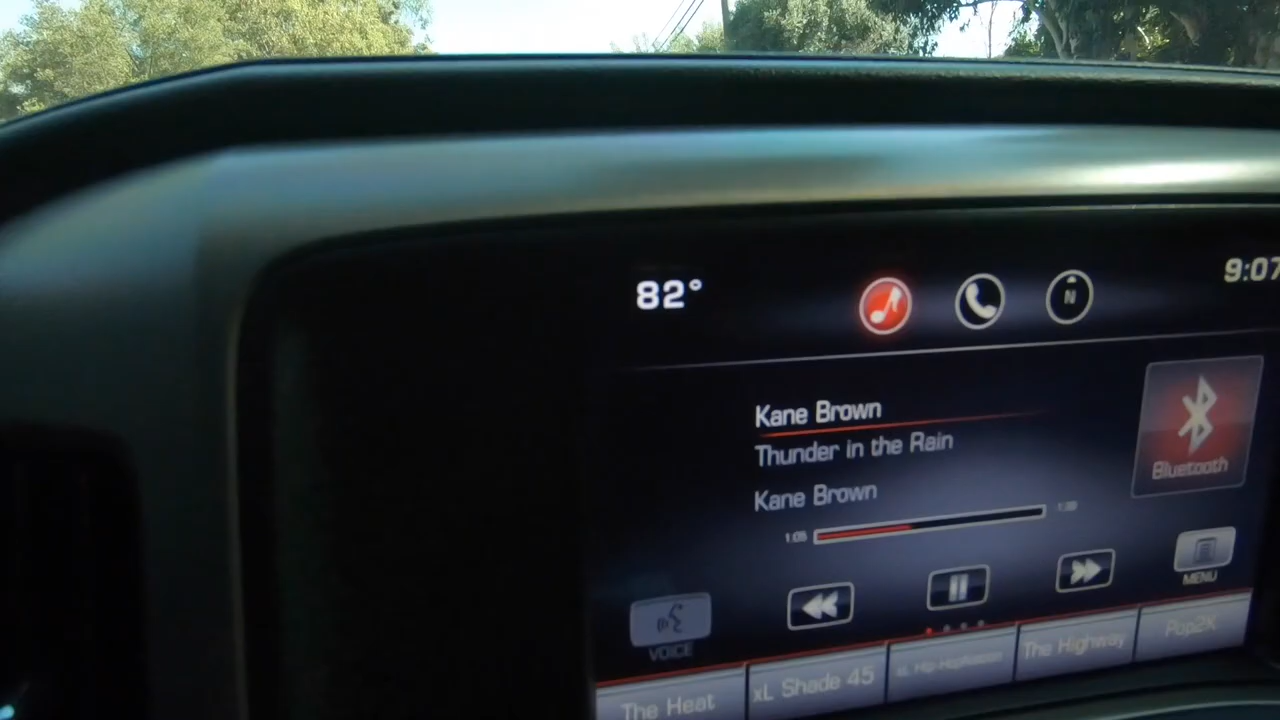 82°
N
9:07
Kane Brown
Thunder in the Rain
Kane Brown
Bluetooth
1:05
MENU
VOICE
The Heat
xL Shade 45
The Highway
Pop2K